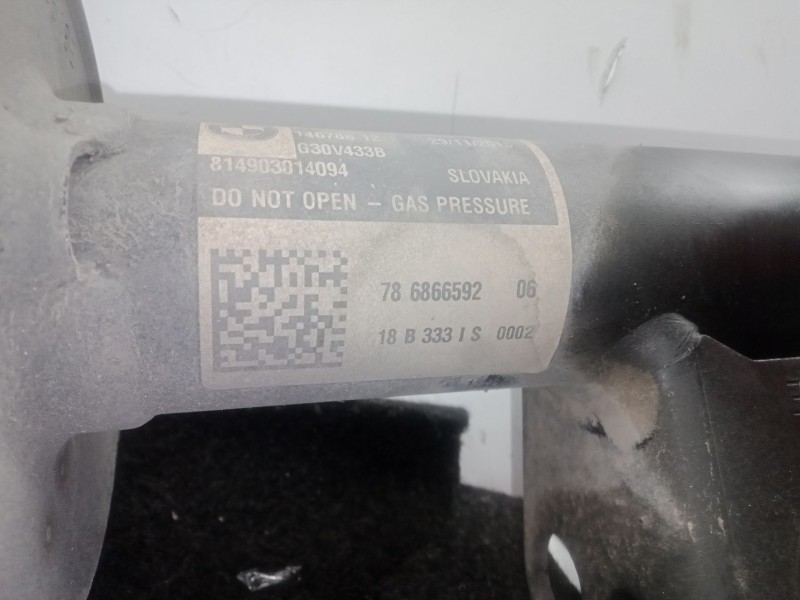 G30V433B
814903014094 SLOVAKIA
DO NOT OPEN - GAS PRESSURE
78 6866592 06
18 B 333 I S 0002